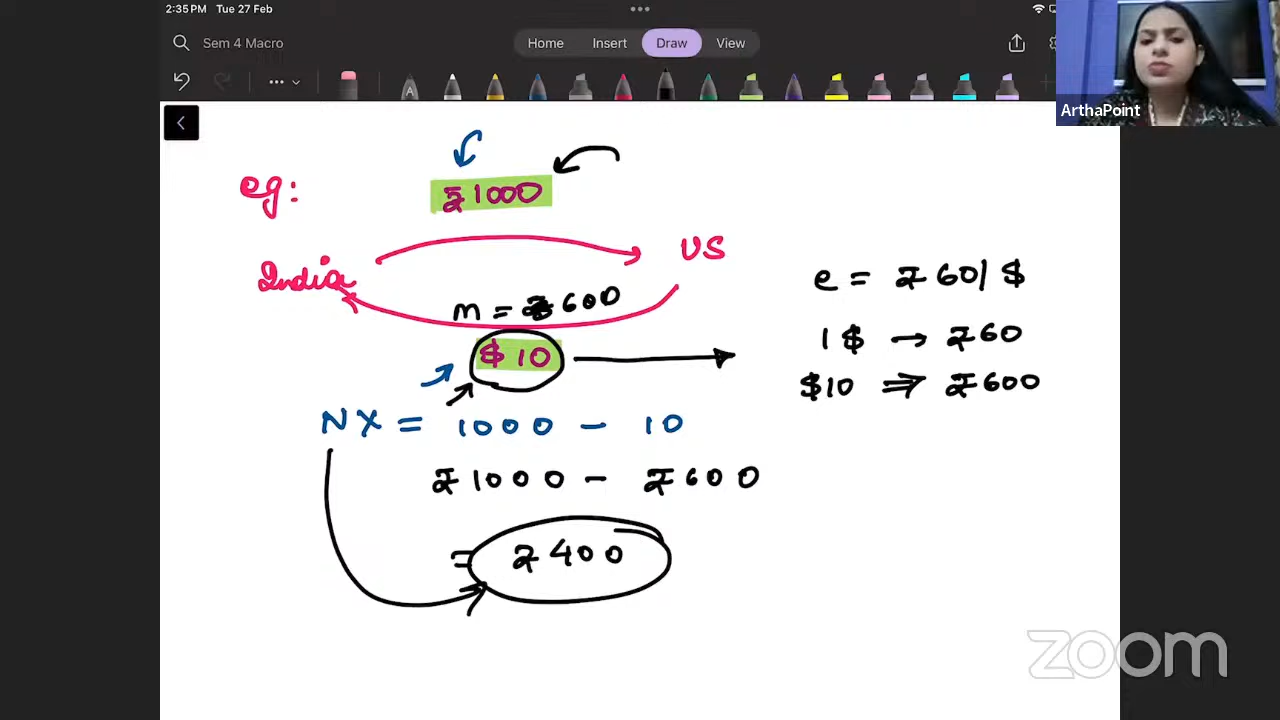 2:35 PM Tue 27 Feb
Sem 4 Macro
Home Insert Draw View
A
ArthaPoint
eg:
₹1000
India
US
m = ₹600
$10
NX = 1000 - 10
₹1000 - ₹600
= ₹400
e = ₹60/$
1$ → ₹60
$10 ⇒ ₹600
zoom